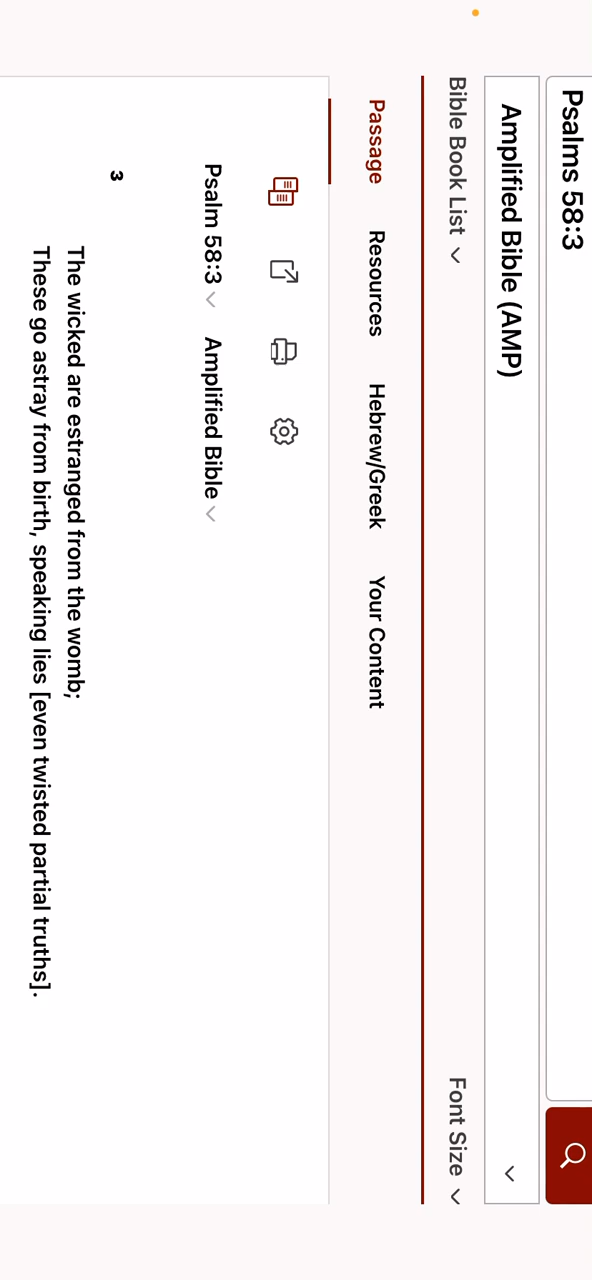 Psalms 58:3
Amplified Bible (AMP)
Bible Book List Font Size
Passage Resources Hebrew/Greek Your Content
Psalm 58:3 Amplified Bible
3
The wicked are estranged from the womb;
These go astray from birth, speaking lies [even twisted partial truths].